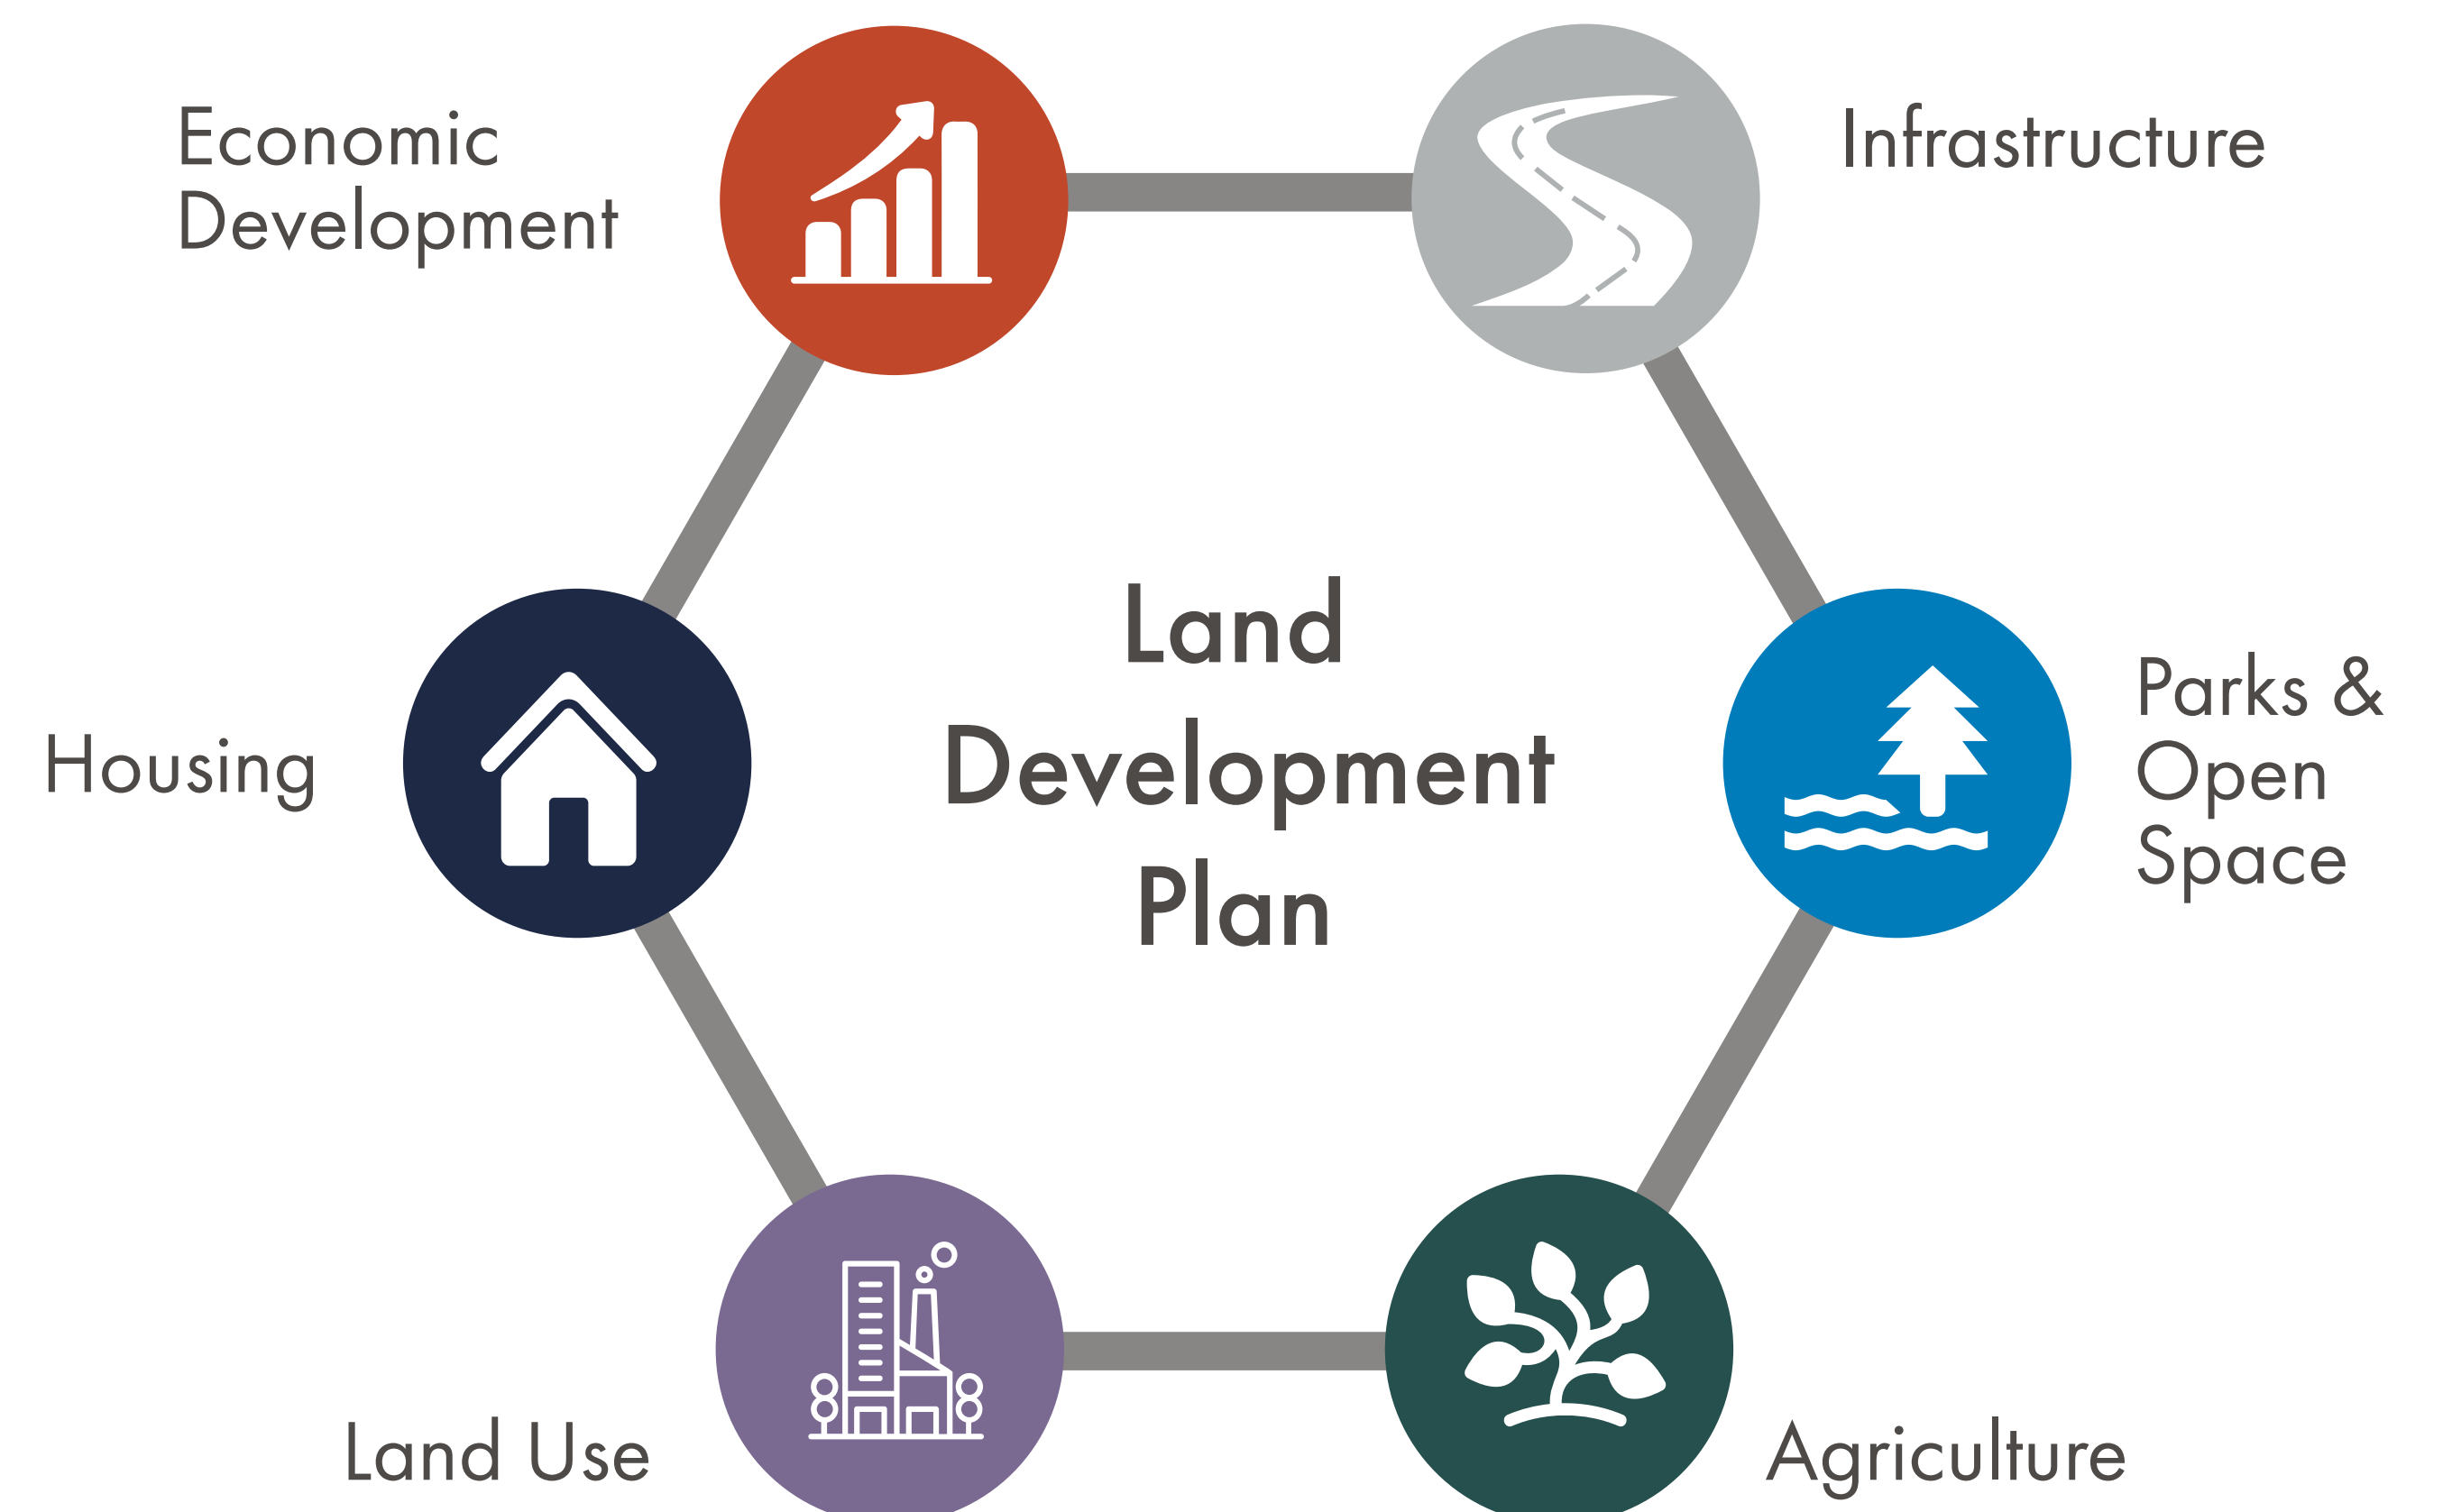 Economic
Development
Infrastructure
Land
Development
Plan
Housing
Parks &
Open
Space
Land Use
Agriculture